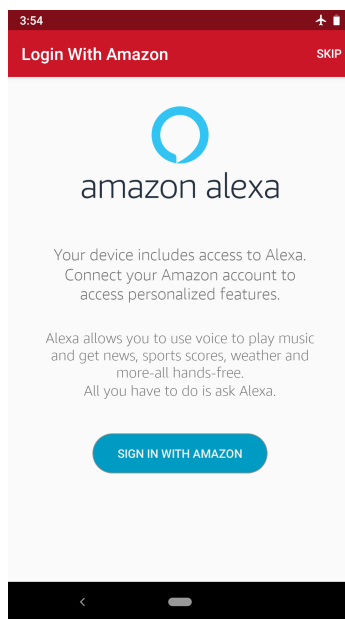 3:54
Login With Amazon
SKIP
amazon alexa
Your device includes access to Alexa.
Connect your Amazon account to
access personalized features.
Alexa allows you to use voice to play music
and get news, sports scores, weather and
more-all hands-free.
All you have to do is ask Alexa.
SIGN IN WITH AMAZON